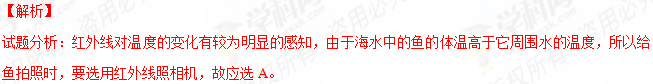 【解析】
试题分析：红外线对温度的变化有较为明显的感知，由于海水中的鱼的体温高于它周围水的温度，所以给
鱼拍照时，要选用红外线照相机，故应选 A。